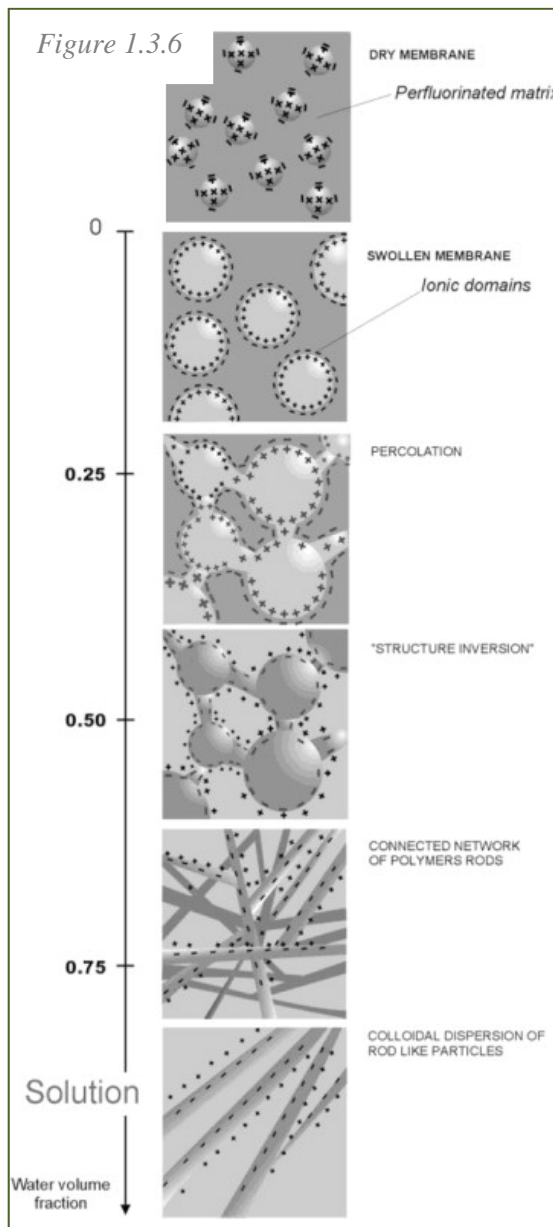 Figure 1.3.6
DRY MEMBRANE
Perfluorinated matrix
0
SWOLLEN MEMBRANE
Ionic domains
0.25
PERCOLATION
"STRUCTURE INVERSION"
0.50
CONNECTED NETWORK
OF POLYMERS RODS
0.75
COLLOIDAL DISPERSION OF
ROD LIKE PARTICLES
Solution
Water volume
fraction